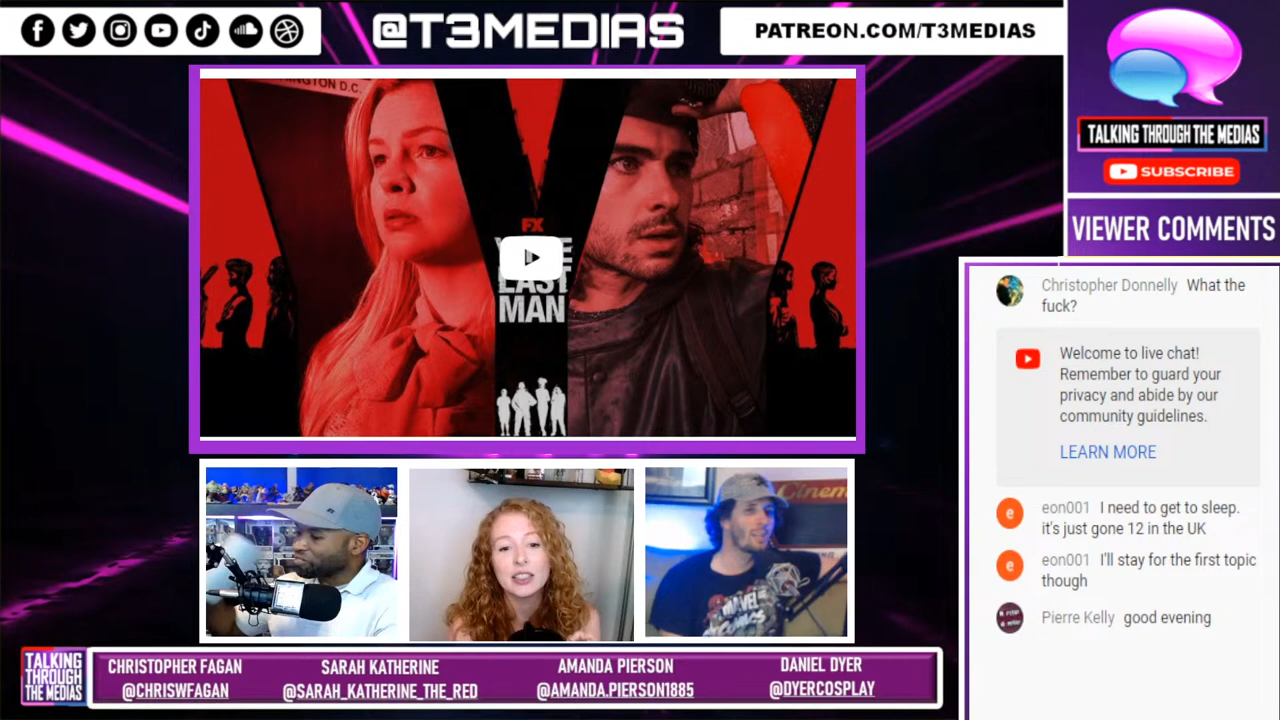 @T3MEDIAS
PATREON.COM/T3MEDIAS
TALKING THROUGH THE MEDIAS
SUBSCRIBE
VIEWER COMMENTS
NGTON D.C.
FX
LAST
MAN
Christopher Donnelly What the
fuck?
Welcome to live chat!
Remember to guard your
privacy and abide by our
community guidelines.
LEARN MORE
e
eon001 I need to get to sleep.
it's just gone 12 in the UK
e
eon001 I'll stay for the first topic
though
Pierre Kelly good evening
Cinem
MARVEL
COMICS
TALKING
THROUGH
THE MEDIAS
CHRISTOPHER FAGAN
@CHRISWFAGAN
SARAH KATHERINE
@SARAH_KATHERINE_THE_RED
AMANDA PIERSON
@AMANDA.PIERSON1885
DANIEL DYER
@DYERCOSPLAY